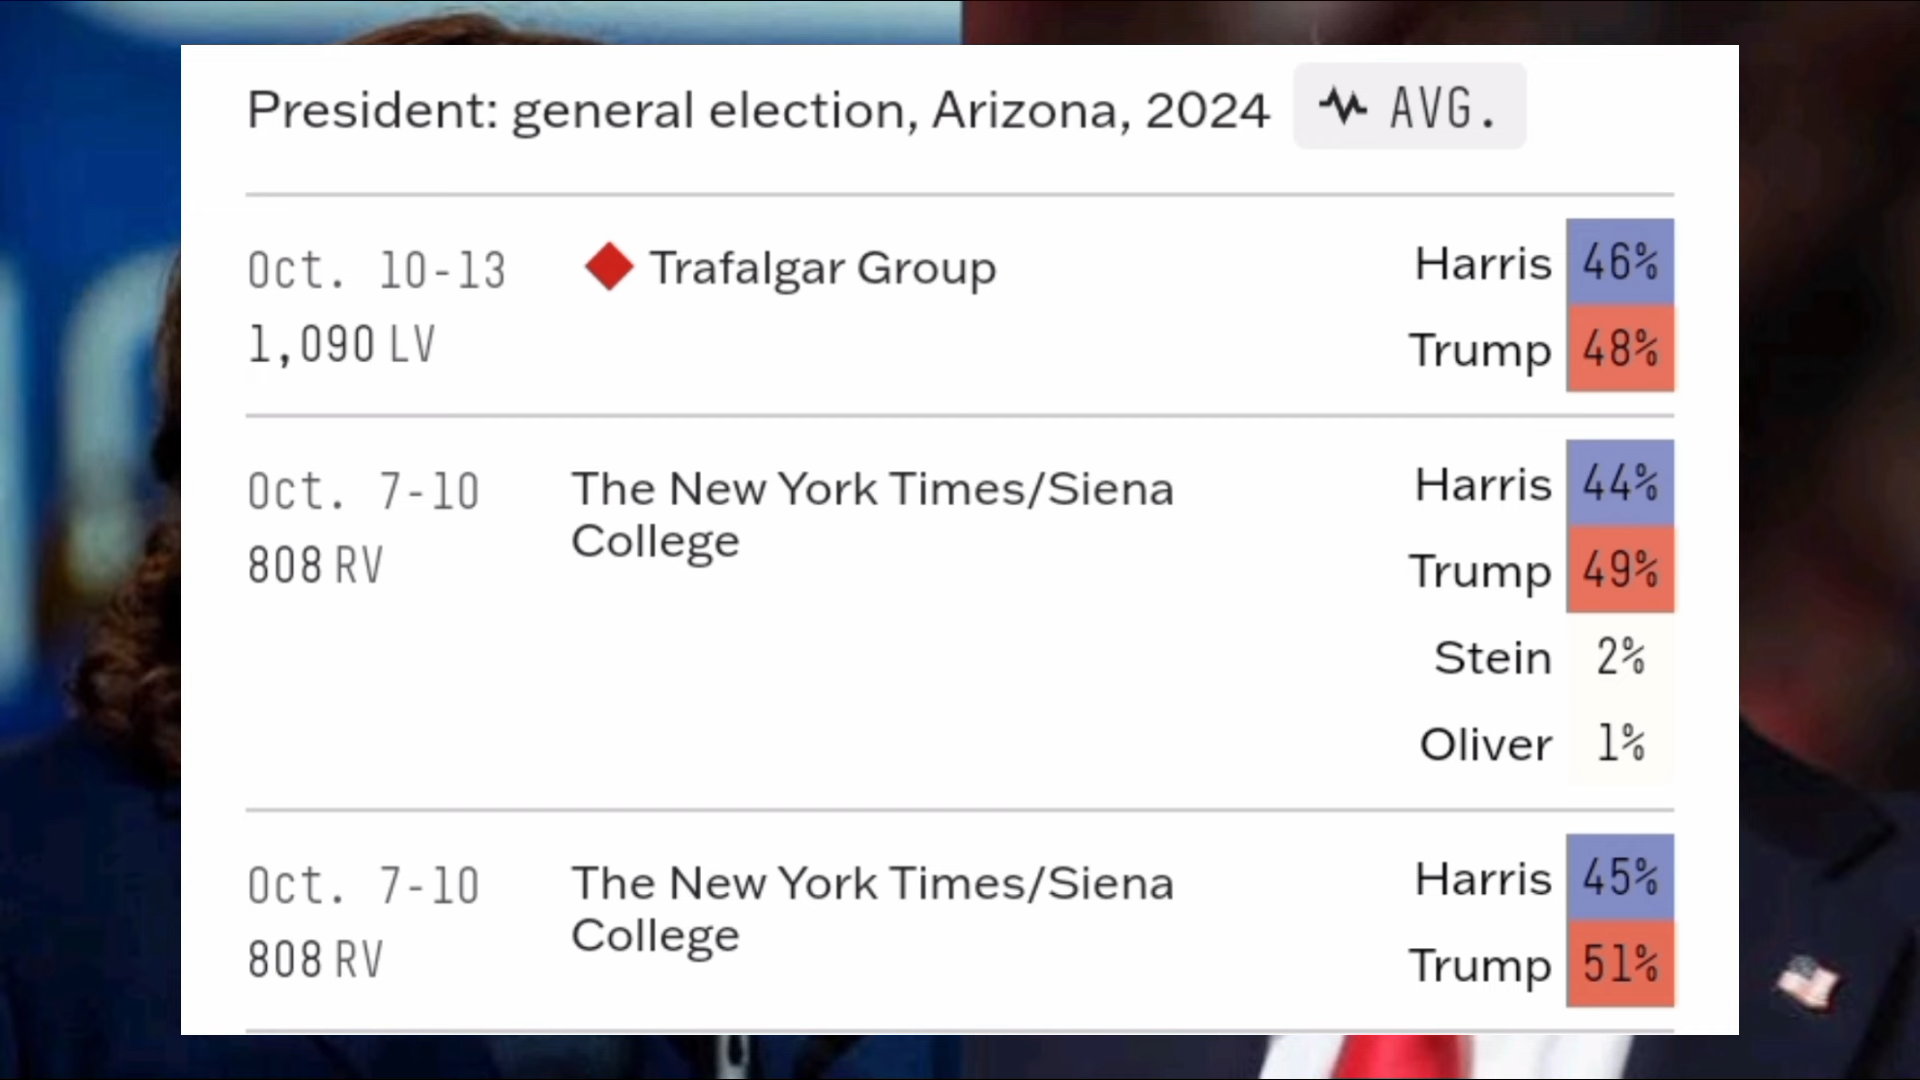 President: general election, Arizona, 2024 AVG.
Oct. 10-13 Trafalgar Group Harris 46%
1,090 LV Trump 48%
Oct. 7-10 The New York Times/Siena Harris 44%
College
808 RV Trump 49%
Stein 2%
Oliver 1%
Oct. 7-10 The New York Times/Siena Harris 45%
College
808 RV Trump 51%